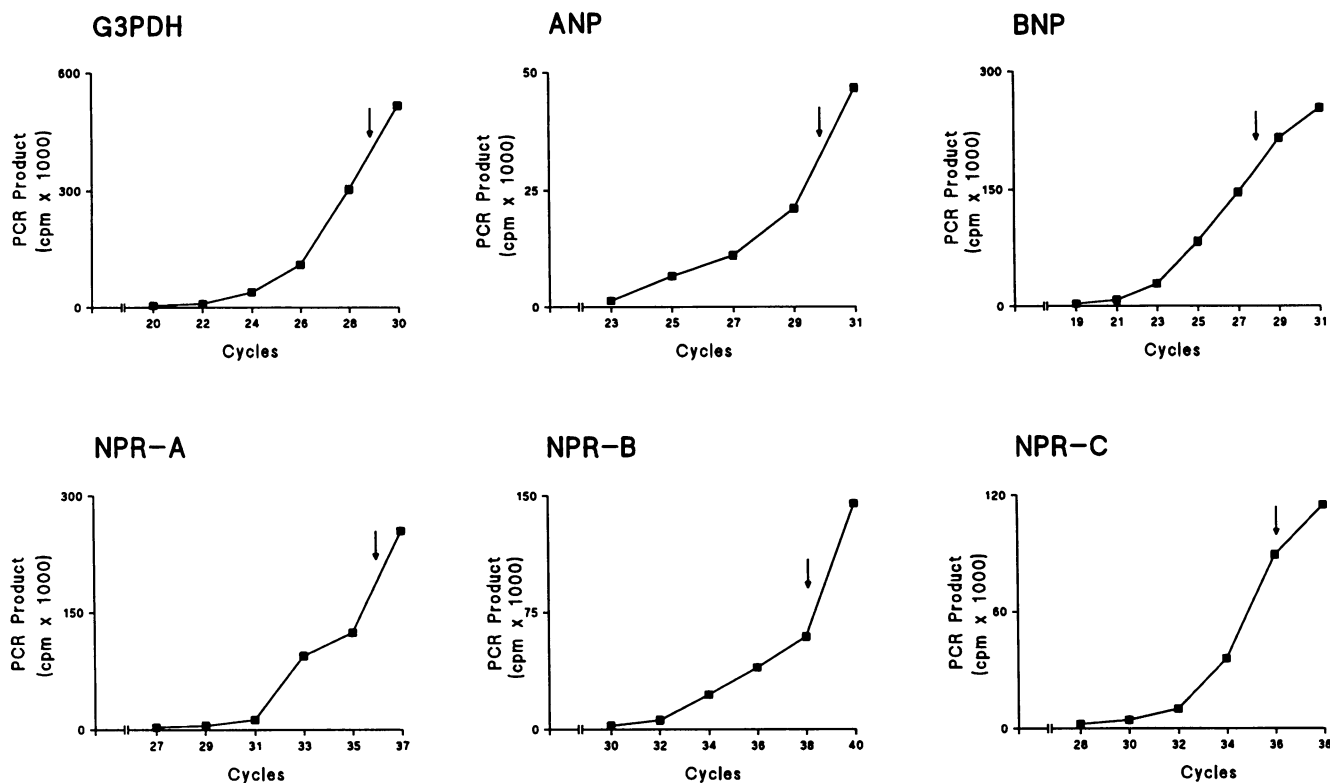 G3PDH
PCR Product
(cpm x 1000)
600
300
0
20 22 24 26 28 30
Cycles
ANP
PCR Product
(cpm x 1000)
50
25
0
23 25 27 29 31
Cycles
BNP
PCR Product
(cpm x 1000)
300
150
0
19 21 23 25 27 29 31
Cycles
NPR-A
PCR Product
(cpm x 1000)
300
150
0
27 29 31 33 35 37
Cycles
NPR-B
PCR Product
(cpm x 1000)
150
75
0
30 32 34 36 38 40
Cycles
NPR-C
PCR Product
(cpm x 1000)
120
60
0
28 30 32 34 36 38
Cycles